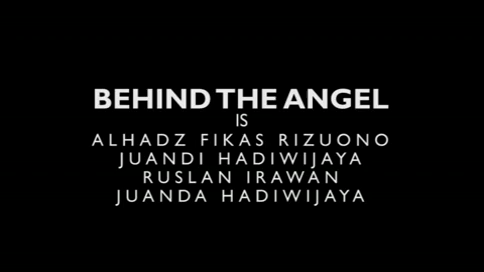 BEHIND THE ANGEL
IS
ALHADZ FIKAS RIZUONO
JUANDI HADIWIJAYA
RUSLAN IRAWAN
JUANDA HADIWIJAYA